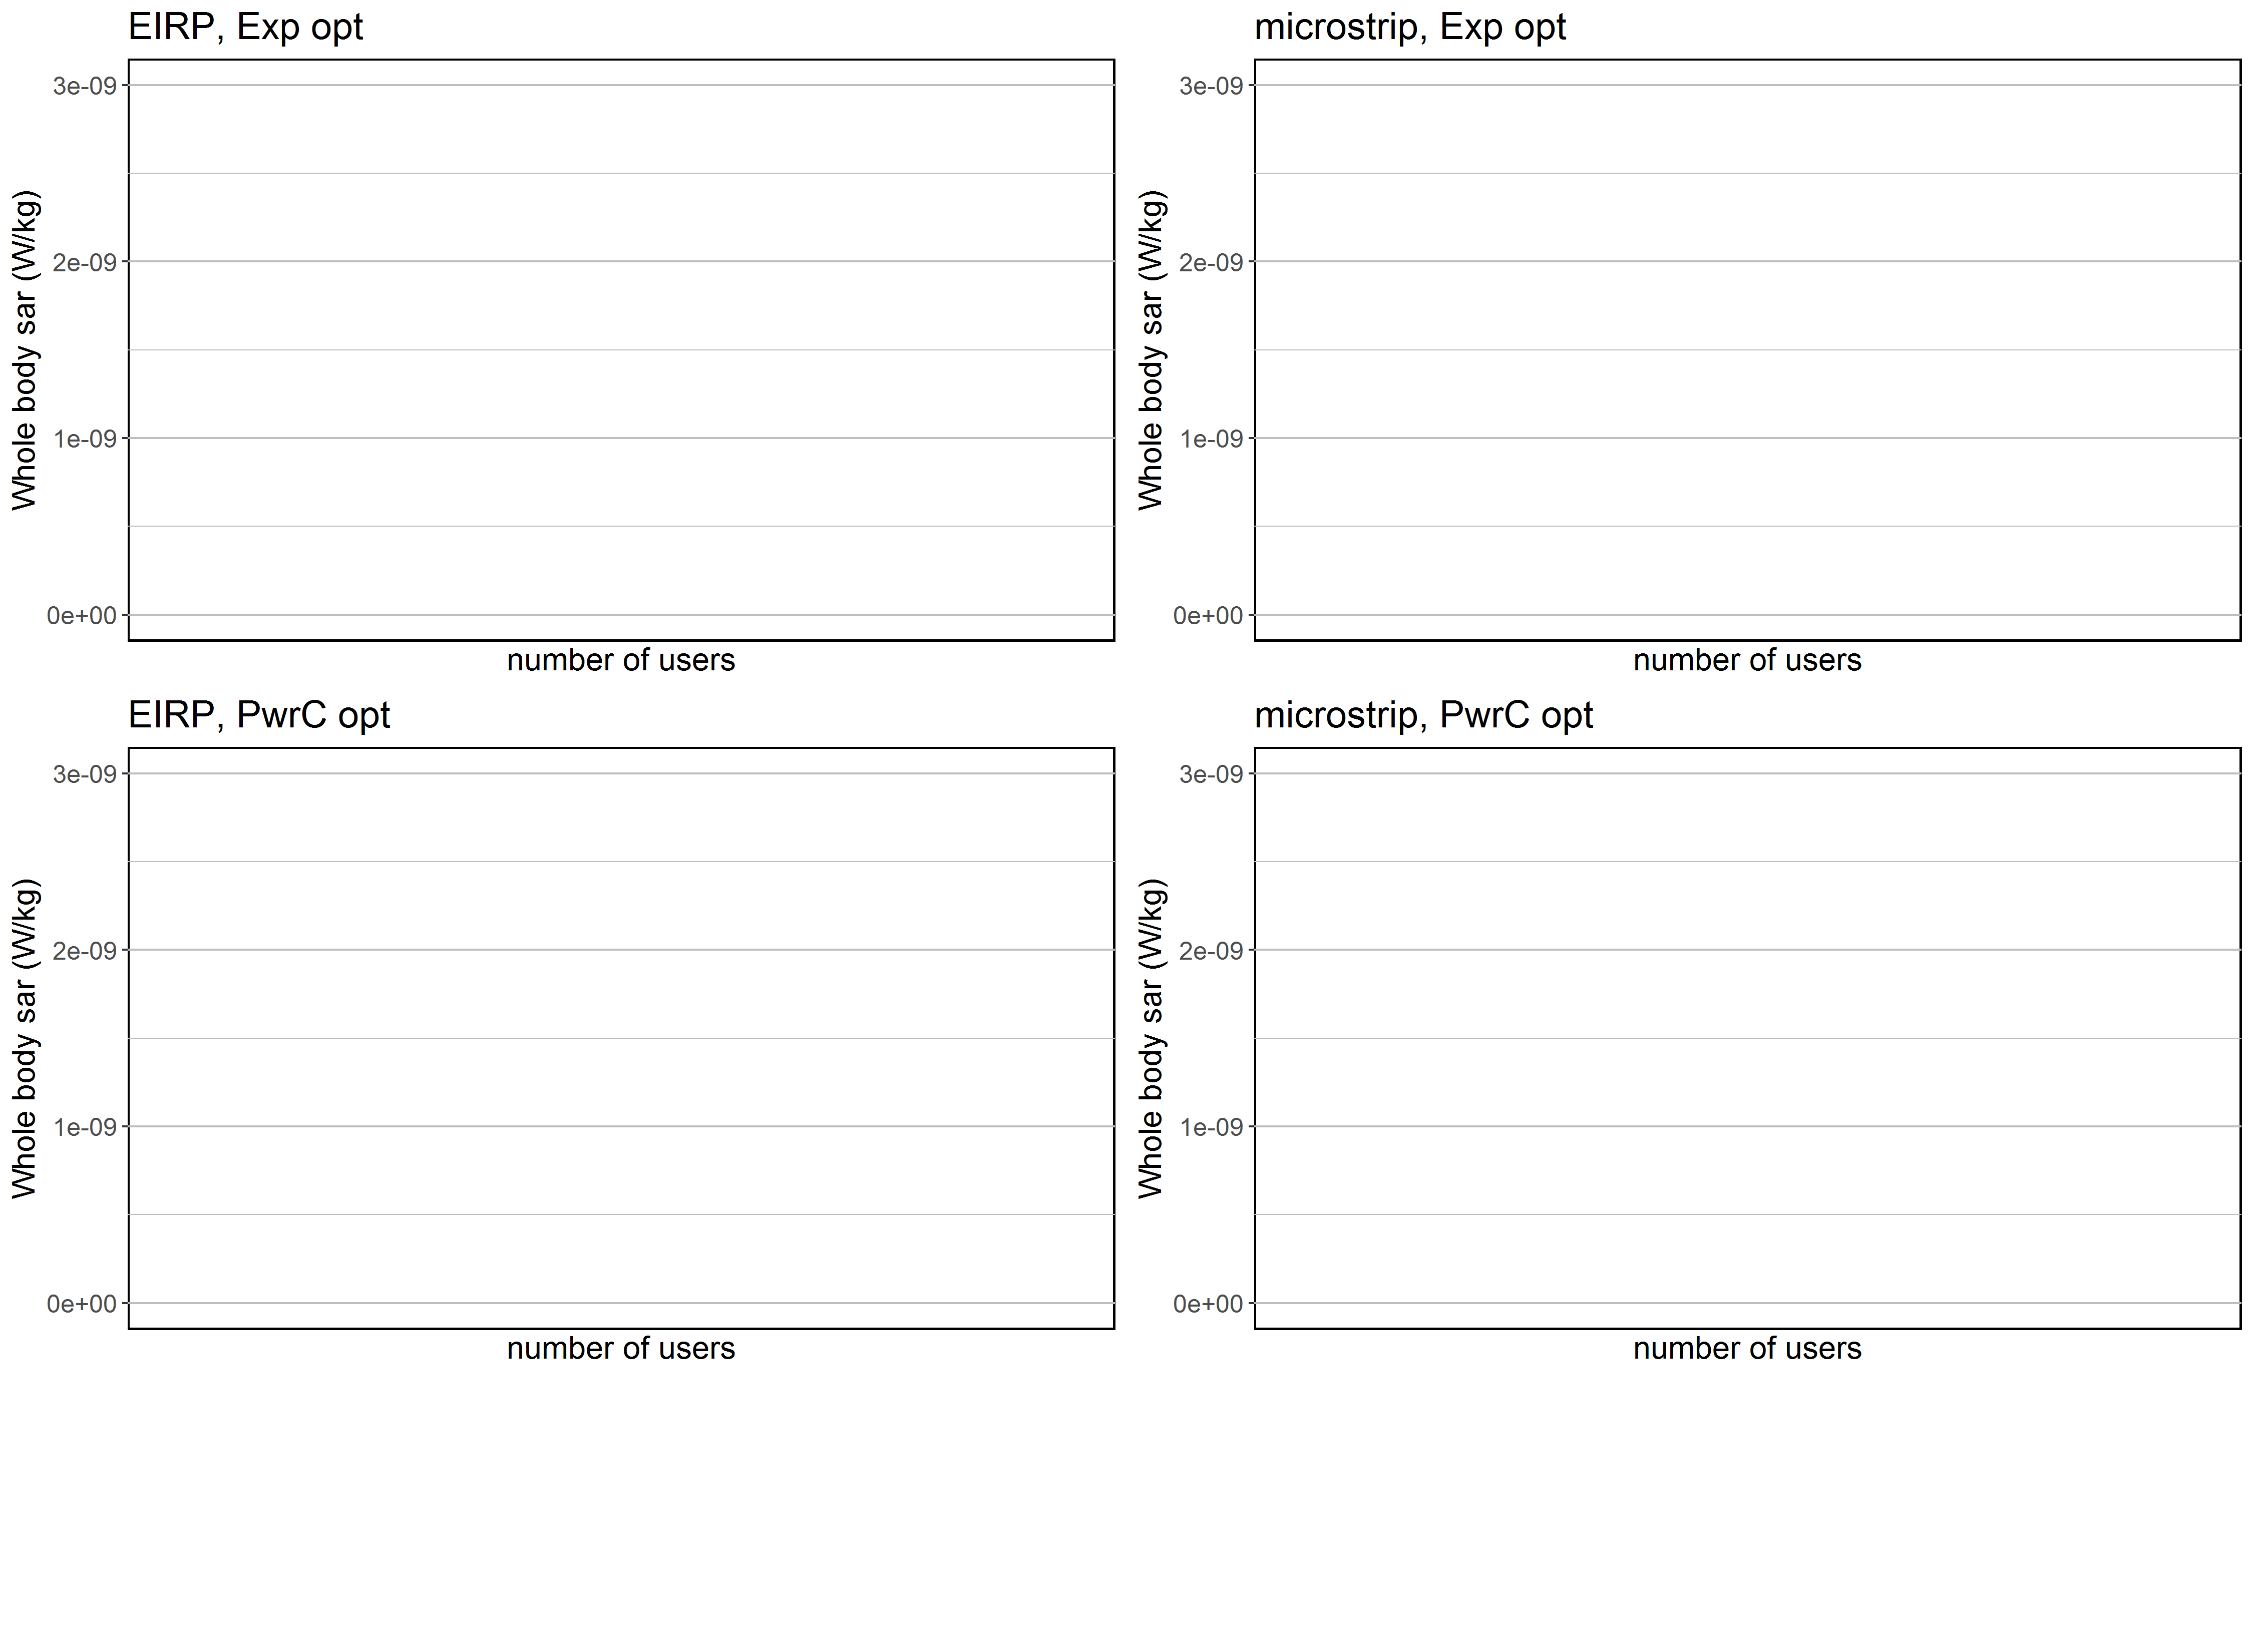 EIRP, Exp opt
3e-09
2e-09
1e-09
0e+00
Whole body sar (W/kg)
number of users
microstrip, Exp opt
3e-09
2e-09
1e-09
0e+00
Whole body sar (W/kg)
number of users
EIRP, PwrC opt
3e-09
2e-09
1e-09
0e+00
Whole body sar (W/kg)
number of users
microstrip, PwrC opt
3e-09
2e-09
1e-09
0e+00
Whole body sar (W/kg)
number of users